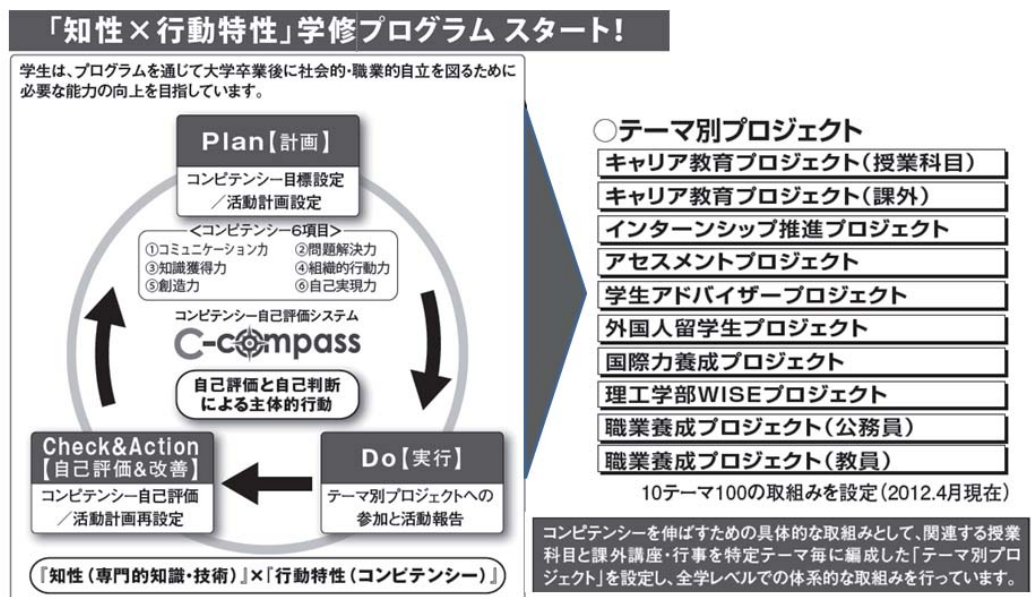 「知性×行動特性」学修プログラム スタート!
学生は、プログラムを通じて大学卒業後に社会的・職業的自立を図るために
必要な能力の向上を目指しています。
Plan【計画】
コンピテンシー目標設定
／活動計画設定
<コンピテンシー6項目>
①コミュニケーション力 ②問題解決力
③知識獲得力 ④組織的行動力
⑤創造力 ⑥自己実現力
コンピテンシー自己評価システム
C-compass
自己評価と自己判断
による主体的行動
Check&Action
【自己評価&改善】
コンピテンシー自己評価
／活動計画再設定
Do【実行】
テーマ別プロジェクトへの
参加と活動報告
『知性(専門的知識・技術)』×『行動特性(コンピテンシー)』
○テーマ別プロジェクト
キャリア教育プロジェクト(授業科目)
キャリア教育プロジェクト(課外)
インターンシップ推進プロジェクト
アセスメントプロジェクト
学生アドバイザープロジェクト
外国人留学生プロジェクト
国際力養成プロジェクト
理工学部WISEプロジェクト
職業養成プロジェクト(公務員)
職業養成プロジェクト(教員)
10テーマ100の取組みを設定(2012.4月現在)
コンピテンシーを伸ばすための具体的な取組みとして、関連する授業
科目と課外講座・行事を特定テーマ毎に編成した「テーマ別プロ
ジェクト」を設定し、全学レベルでの体系的な取組みを行っています。